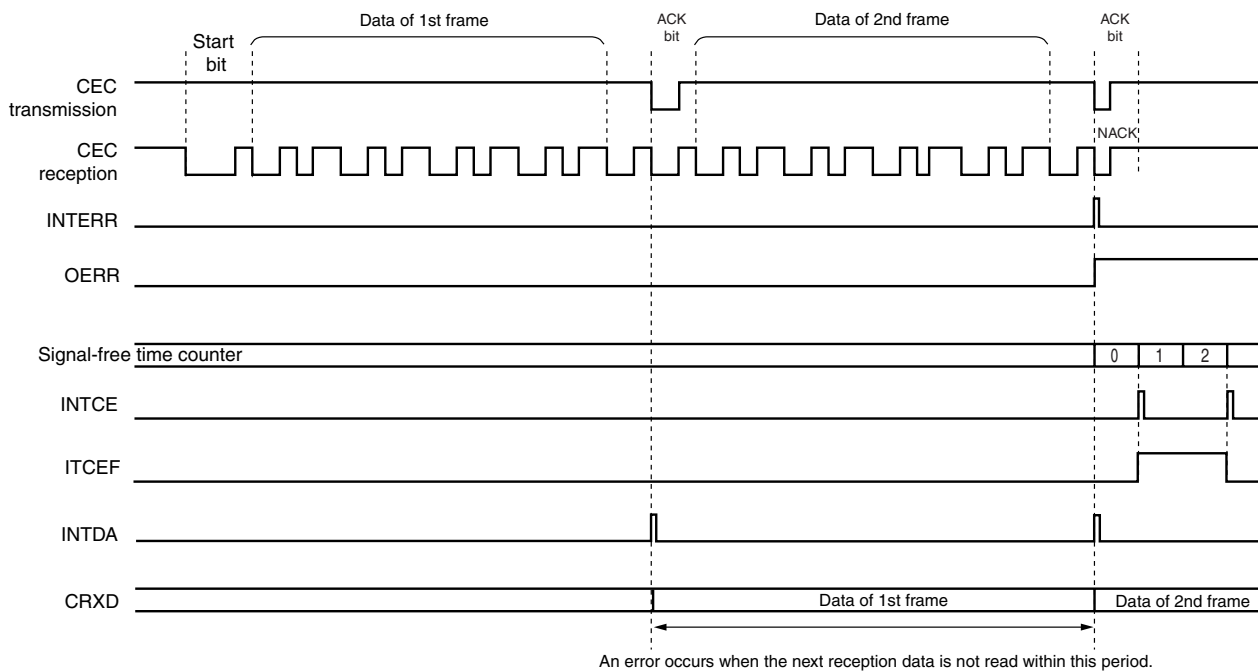 Data of 1st frame
ACK
bit
Data of 2nd frame
ACK
bit
Start
bit
CEC
transmission
NACK
CEC
reception
INTERR
OERR
Signal-free time counter
0
1
2
INTCE
ITCEF
INTDA
CRXD
Data of 1st frame
Data of 2nd frame
An error occurs when the next reception data is not read within this period.